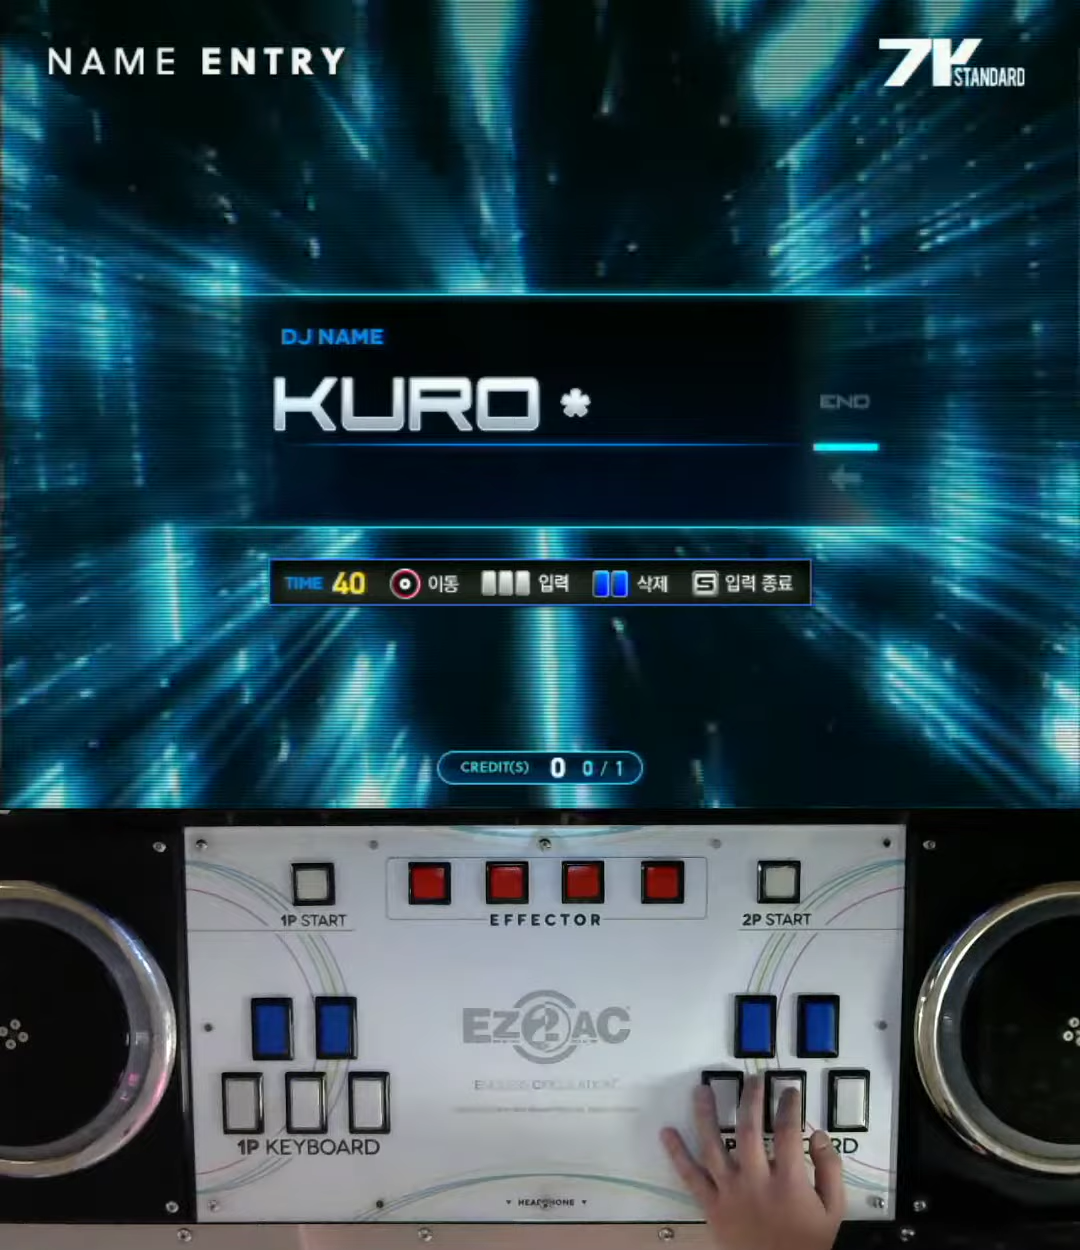 NAME ENTRY
7K STANDARD
DJ NAME
KURO *
END
TIME 40 이동 입력 삭제 S 입력 종료
CREDIT(S) 0 0 / 1
1P START
EFFECTOR
2P START
EZ2AC
1P KEYBOARD
HEADPHONE